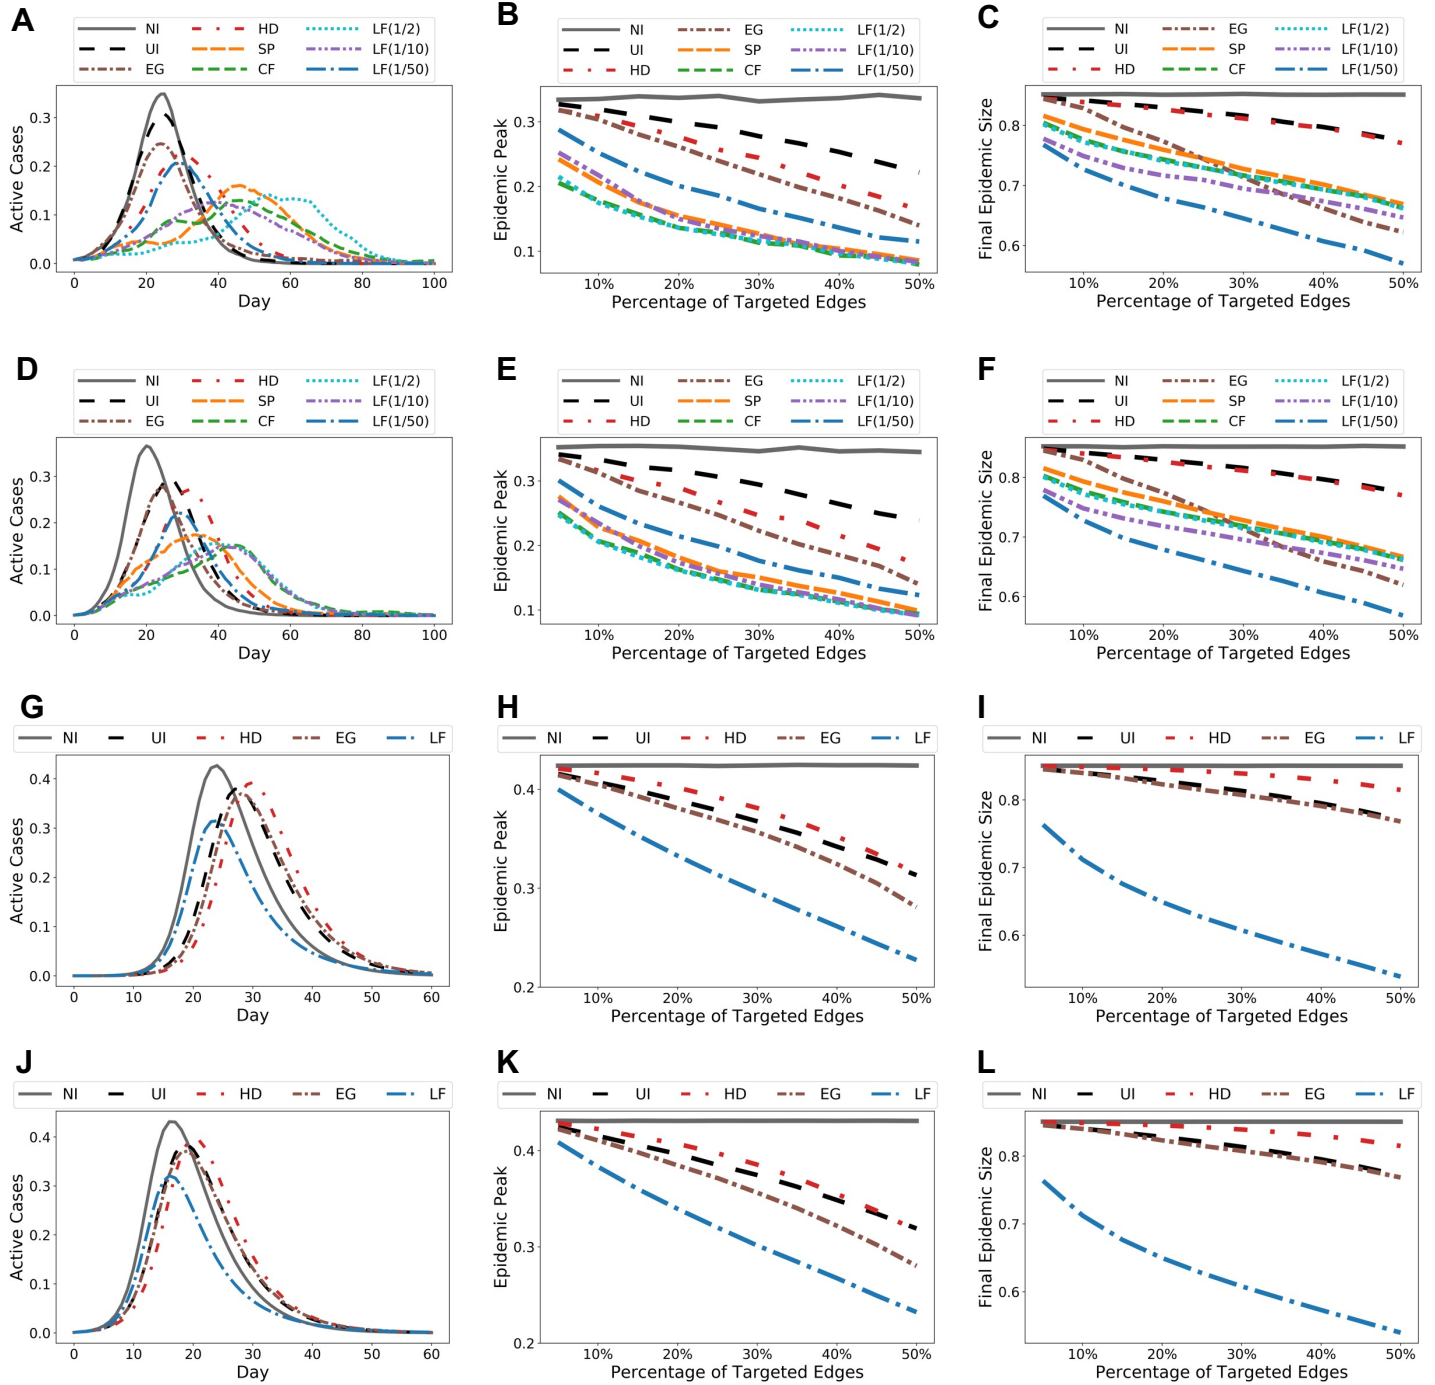 A
NI HD LF(1/2)
UI SP LF(1/10)
EG CF LF(1/50)
Active Cases
0.3
0.2
0.1
0.0
0 20 40 60 80 100
Day
B
NI EG LF(1/2)
UI SP LF(1/10)
HD CF LF(1/50)
Epidemic Peak
0.3
0.2
0.1
10% 20% 30% 40% 50%
Percentage of Targeted Edges
C
NI EG LF(1/2)
UI SP LF(1/10)
HD CF LF(1/50)
Final Epidemic Size
0.8
0.7
0.6
10% 20% 30% 40% 50%
Percentage of Targeted Edges
D
NI HD LF(1/2)
UI SP LF(1/10)
EG CF LF(1/50)
Active Cases
0.3
0.2
0.1
0.0
0 20 40 60 80 100
Day
E
NI EG LF(1/2)
UI SP LF(1/10)
HD CF LF(1/50)
Epidemic Peak
0.3
0.2
0.1
10% 20% 30% 40% 50%
Percentage of Targeted Edges
F
NI EG LF(1/2)
UI SP LF(1/10)
HD CF LF(1/50)
Final Epidemic Size
0.8
0.7
0.6
10% 20% 30% 40% 50%
Percentage of Targeted Edges
G
NI UI HD EG LF
Active Cases
0.4
0.3
0.2
0.1
0.0
0 10 20 30 40 50 60
Day
H
NI UI HD EG LF
Epidemic Peak
0.4
0.3
0.2
10% 20% 30% 40% 50%
Percentage of Targeted Edges
I
NI UI HD EG LF
Final Epidemic Size
0.8
0.7
0.6
10% 20% 30% 40% 50%
Percentage of Targeted Edges
J
NI UI HD EG LF
Active Cases
0.4
0.3
0.2
0.1
0.0
0 10 20 30 40 50 60
Day
K
NI UI HD EG LF
Epidemic Peak
0.4
0.3
0.2
10% 20% 30% 40% 50%
Percentage of Targeted Edges
L
NI UI HD EG LF
Final Epidemic Size
0.8
0.7
0.6
10% 20% 30% 40% 50%
Percentage of Targeted Edges